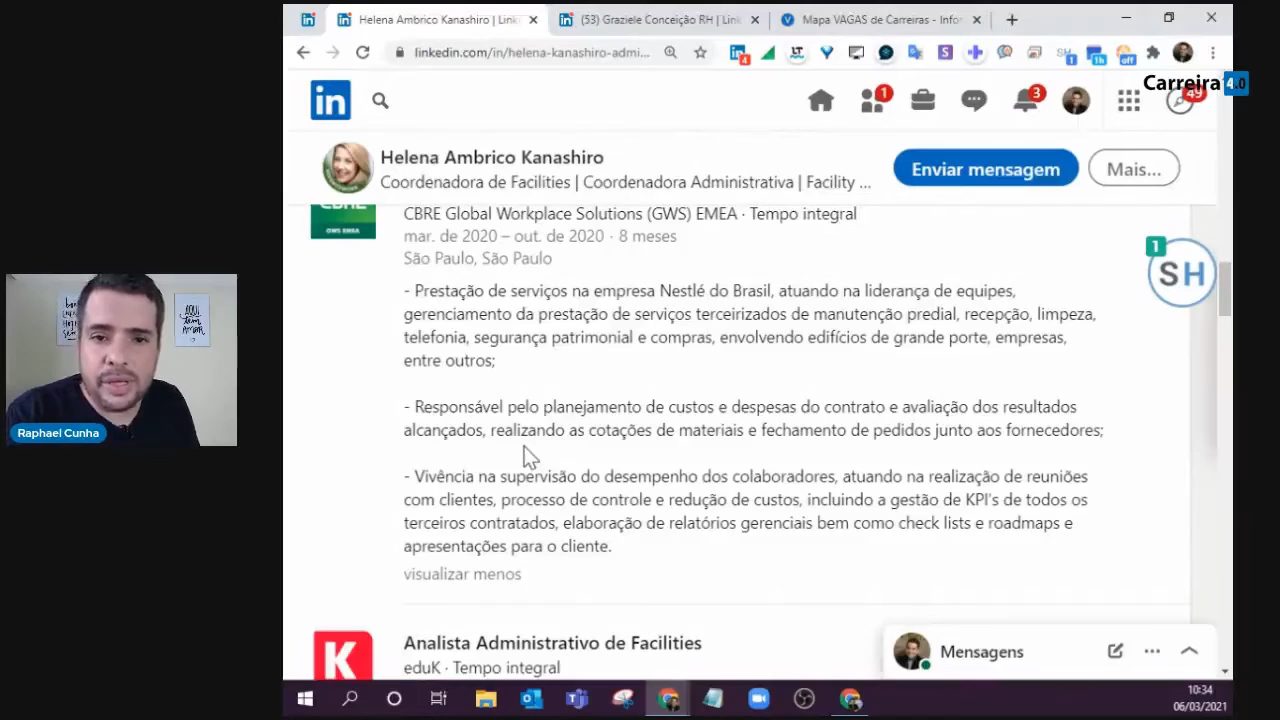 Helena Ambrico Kanashiro | Link
(53) Graziele Conceição RH | Link
Mapa VAGAS de Carreiras - Infor
linkedin.com/in/helena-kanashiro-admi...
Carreira 4.0
in
1
3
49
Helena Ambrico Kanashiro
Coordenadora de Facilities | Coordenadora Administrativa | Facility ...
Enviar mensagem
Mais...
GWS EMEA
CBRE Global Workplace Solutions (GWS) EMEA · Tempo integral
mar. de 2020 – out. de 2020 · 8 meses
São Paulo, São Paulo
1
SH
- Prestação de serviços na empresa Nestlé do Brasil, atuando na liderança de equipes,
gerenciamento da prestação de serviços terceirizados de manutenção predial, recepção, limpeza,
telefonia, segurança patrimonial e compras, envolvendo edifícios de grande porte, empresas,
entre outros;
- Responsável pelo planejamento de custos e despesas do contrato e avaliação dos resultados
alcançados, realizando as cotações de materiais e fechamento de pedidos junto aos fornecedores;
- Vivência na supervisão do desempenho dos colaboradores, atuando na realização de reuniões
com clientes, processo de controle e redução de custos, incluindo a gestão de KPI's de todos os
terceiros contratados, elaboração de relatórios gerenciais bem como check lists e roadmaps e
apresentações para o cliente.
visualizar menos
K
Analista Administrativo de Facilities
eduK · Tempo integral
Mensagens
Raphael Cunha
10:34
06/03/2021